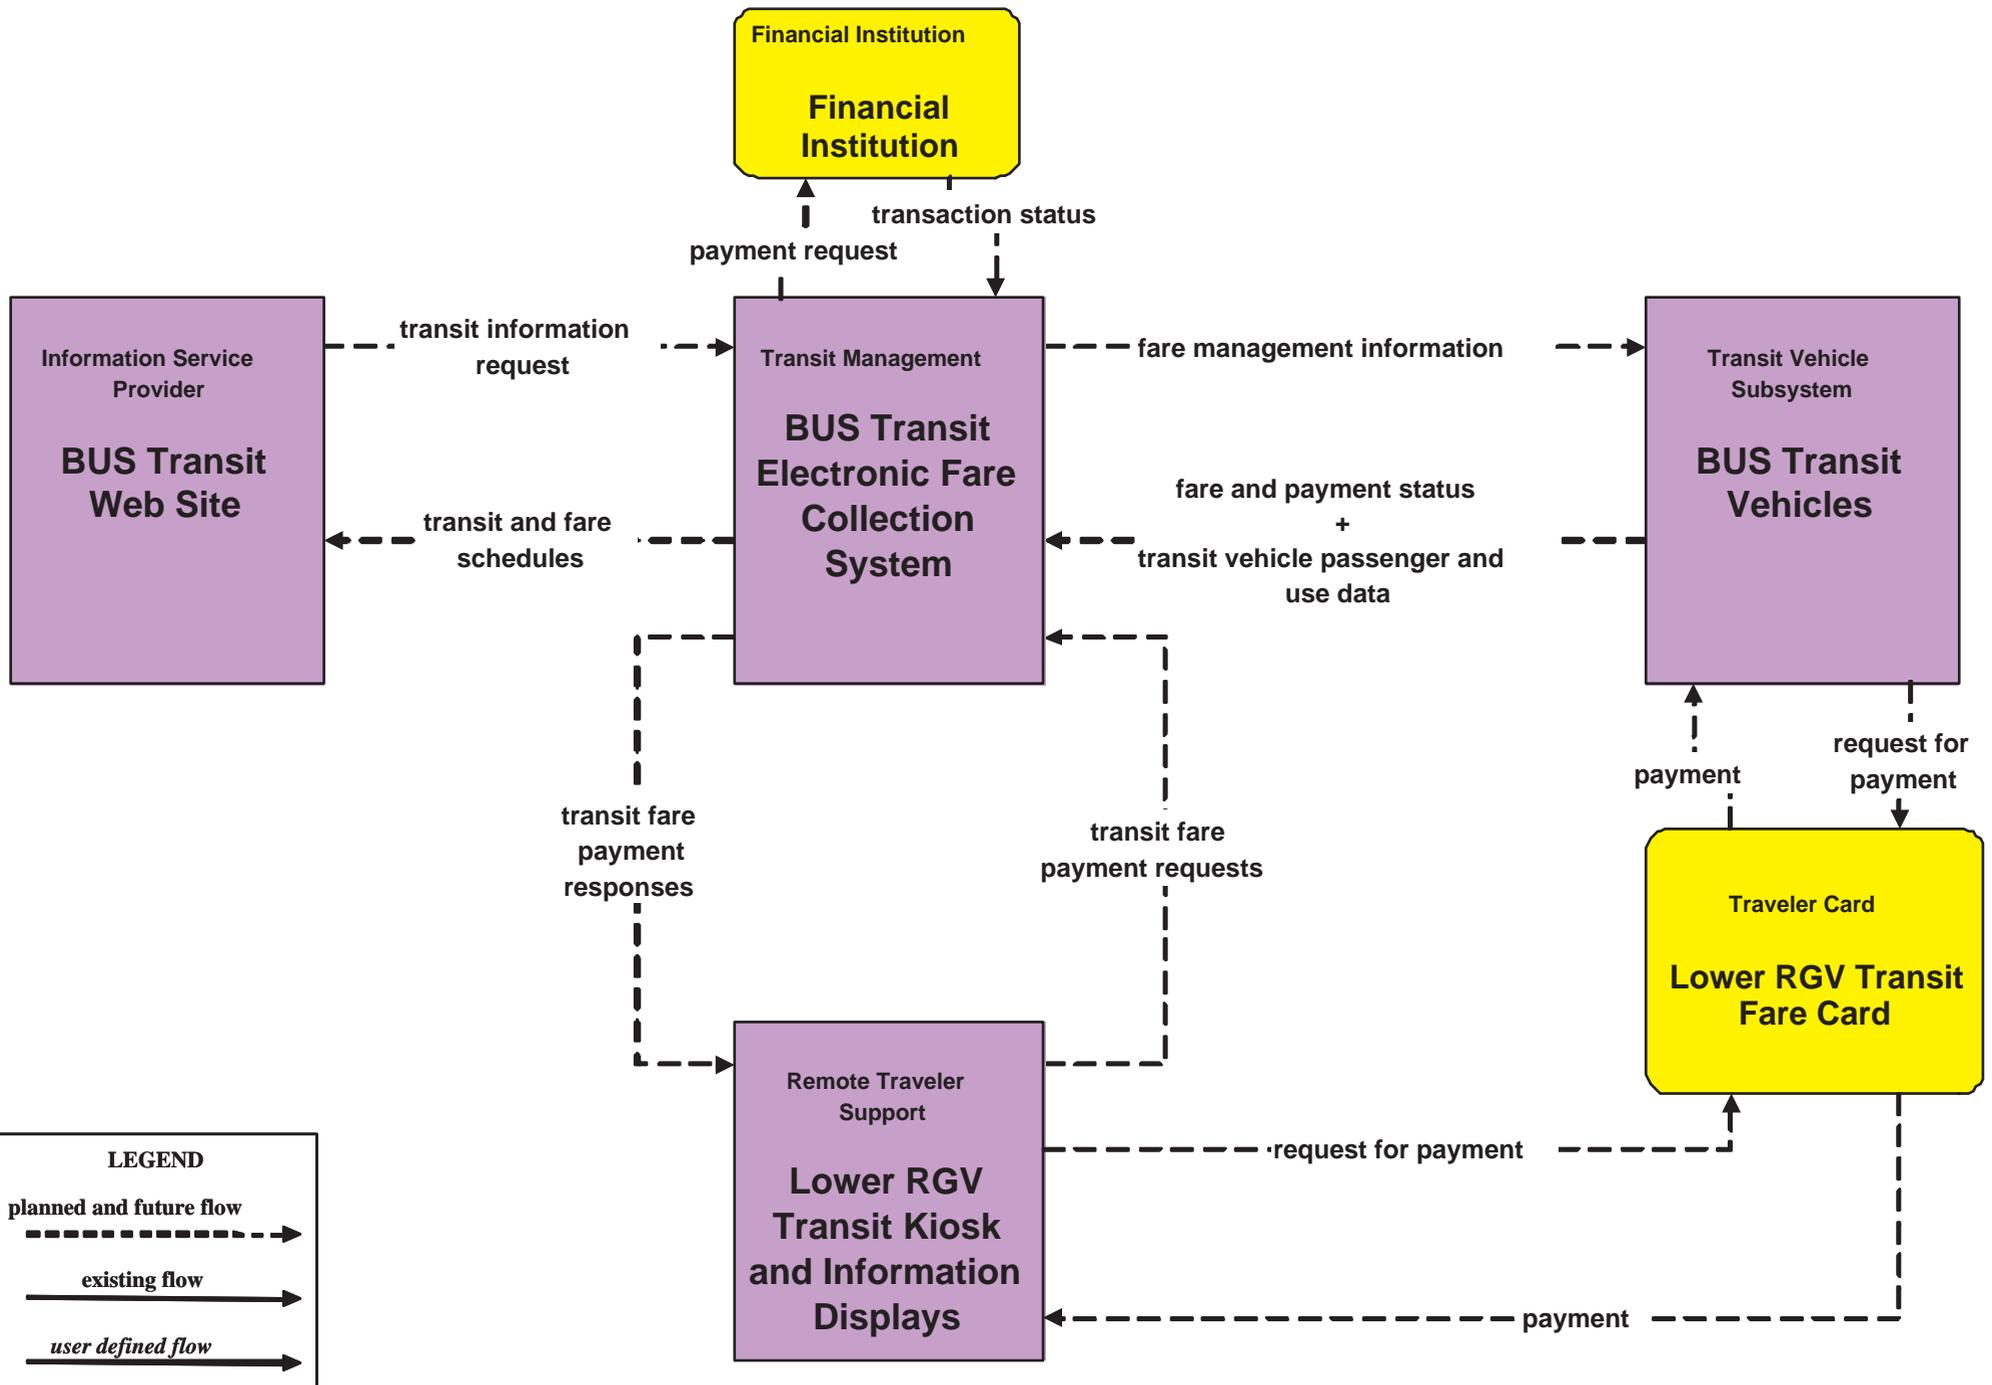 Financial Institution
Financial
Institution
transaction status
payment request
Information Service
Provider
BUS Transit
Web Site
transit information
request
transit and fare
schedules
Transit Management
BUS Transit
Electronic Fare
Collection
System
fare management information
fare and payment status
+
transit vehicle passenger and
use data
Transit Vehicle
Subsystem
BUS Transit
Vehicles
request for
payment
payment
transit fare
payment
responses
transit fare
payment requests
Traveler Card
Lower RGV Transit
Fare Card
Remote Traveler
Support
Lower RGV
Transit Kiosk
and Information
Displays
request for payment
payment
LEGEND
planned and future flow
existing flow
user defined flow